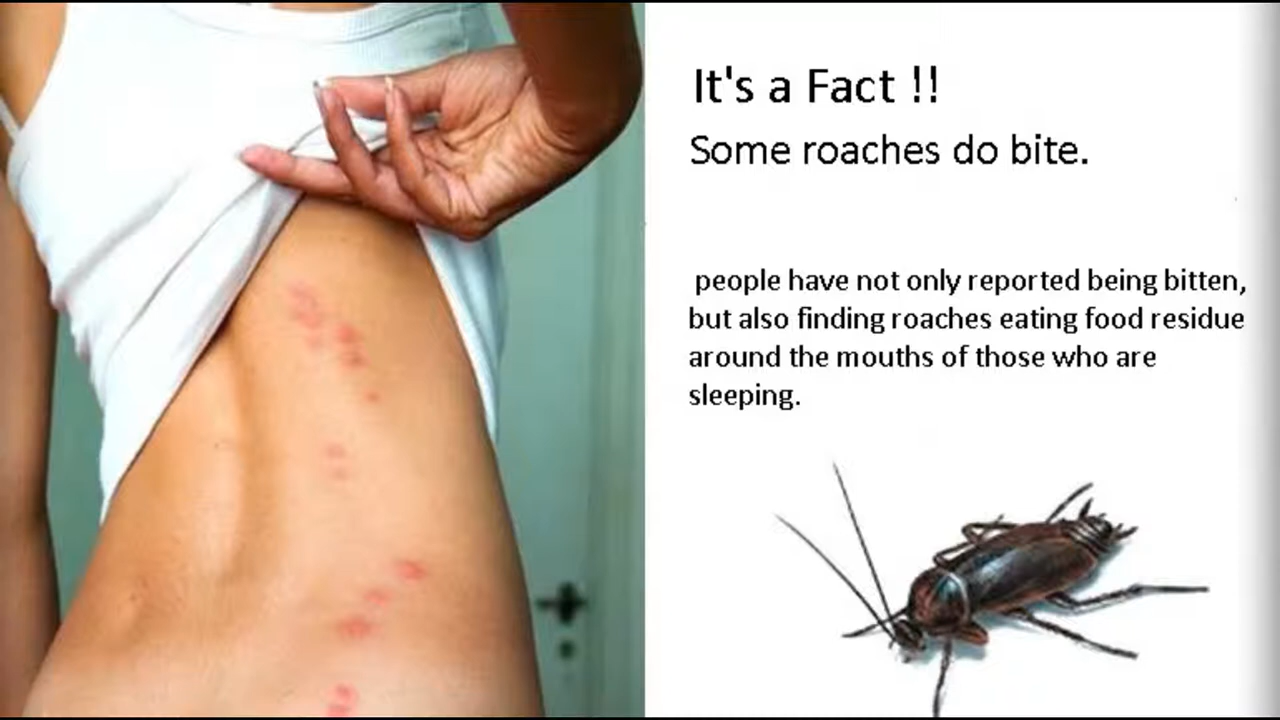 It's a Fact !!
Some roaches do bite.
people have not only reported being bitten,
but also finding roaches eating food residue
around the mouths of those who are
sleeping.